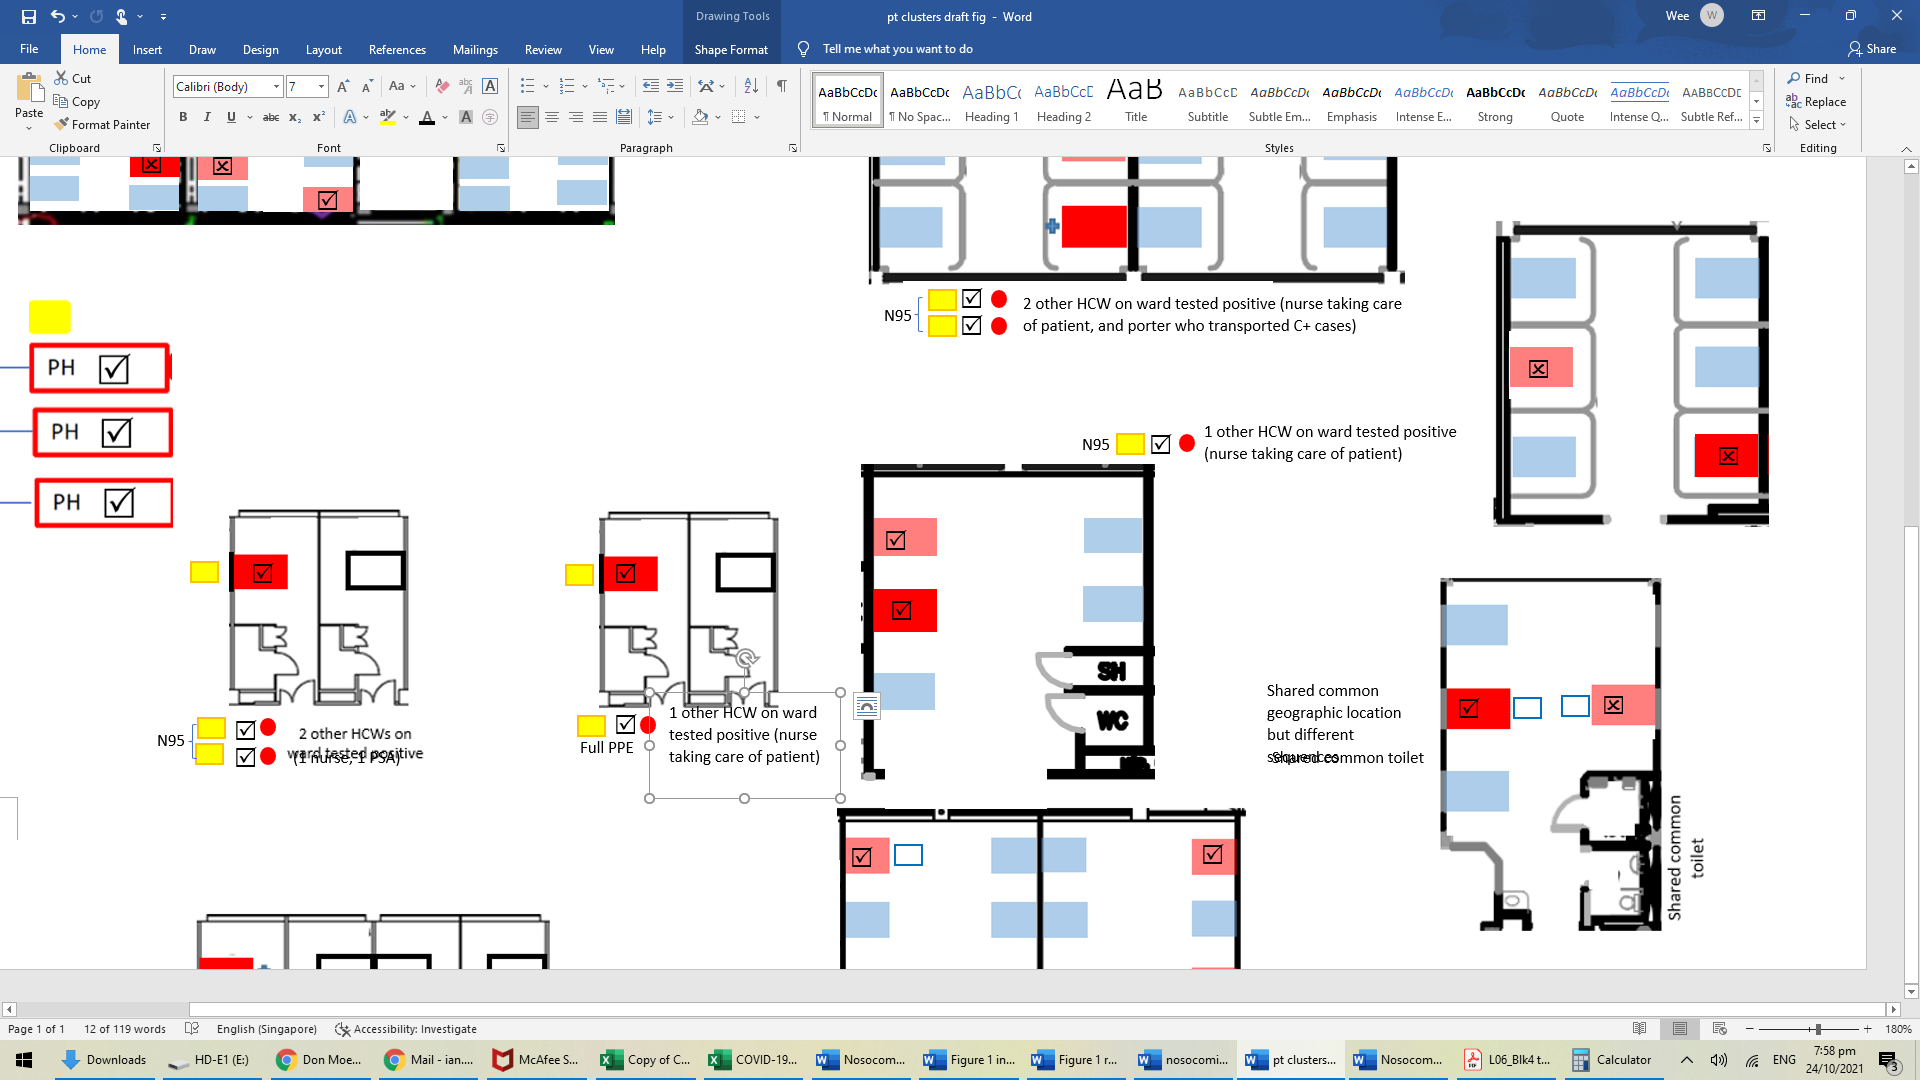 Drawing Tools
pt clusters draft fig - Word
Wee
W
File
Home
Insert
Draw
Design
Layout
References
Mailings
Review
View
Help
Shape Format
Tell me what you want to do
Share
Paste
Cut
Copy
Format Painter
Clipboard
Calibri (Body)
7
Font
Paragraph
AaBbCcDc
¶ Normal
AaBbCcDc
¶ No Spac...
AaBbCc
Heading 1
AaBbCcE
Heading 2
AaB
Title
AaBbCcD
Subtitle
AaBbCcDc
Subtle Em...
AaBbCcDc
Emphasis
AaBbCcDc
Intense E...
AaBbCcDc
Strong
AaBbCcDc
Quote
AaBbCcDc
Intense Q...
AaBbCcDc
Subtle Ref...
Styles
Find
Replace
Select
Editing
N95
2 other HCW on ward tested positive (nurse taking care
of patient, and porter who transported C+ cases)
PH
PH
PH
N95
1 other HCW on ward tested positive
(nurse taking care of patient)
SH
WC
N95
2 other HCWs on
ward tested positive
(1 nurse, 1 PSA)
Full PPE
1 other HCW on ward
tested positive (nurse
taking care of patient)
Shared common
geographic location
but different
sequences
Shared common toilet
Shared common
toilet
Page 1 of 1
12 of 119 words
English (Singapore)
Accessibility: Investigate
180%
Downloads
HD-E1 (E:)
Don Moe...
Mail - ian....
McAfee S...
Copy of C...
COVID-19...
Nosocom...
Figure 1 in...
Figure 1 r...
nosocomi...
pt clusters...
Nosocom...
L06_Blk4 t...
Calculator
ENG
7:58 pm
24/10/2021
3